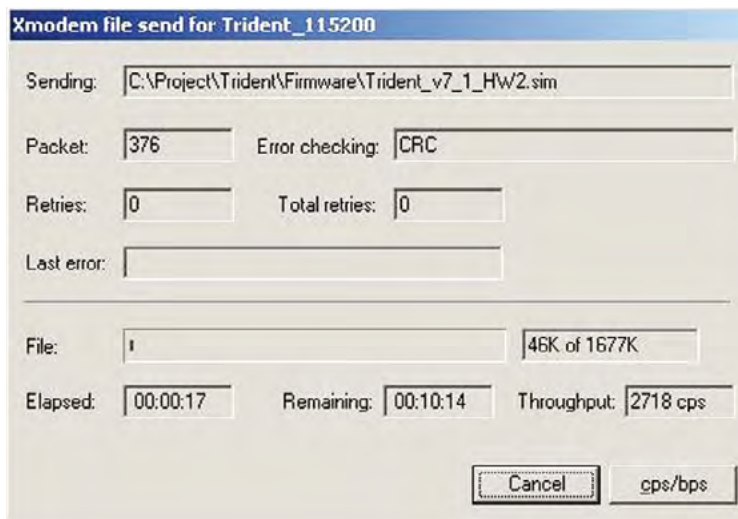 Xmodem file send for Trident_115200
Sending: C:\Project\Trident\Firmware\Trident_v7_1_HW2.sim
Packet: 376 Error checking: CRC
Retries: 0 Total retries: 0
Last error:
File: 46K of 1677K
Elapsed: 00:00:17 Remaining: 00:10:14 Throughput: 2718 cps
Cancel cps/bps